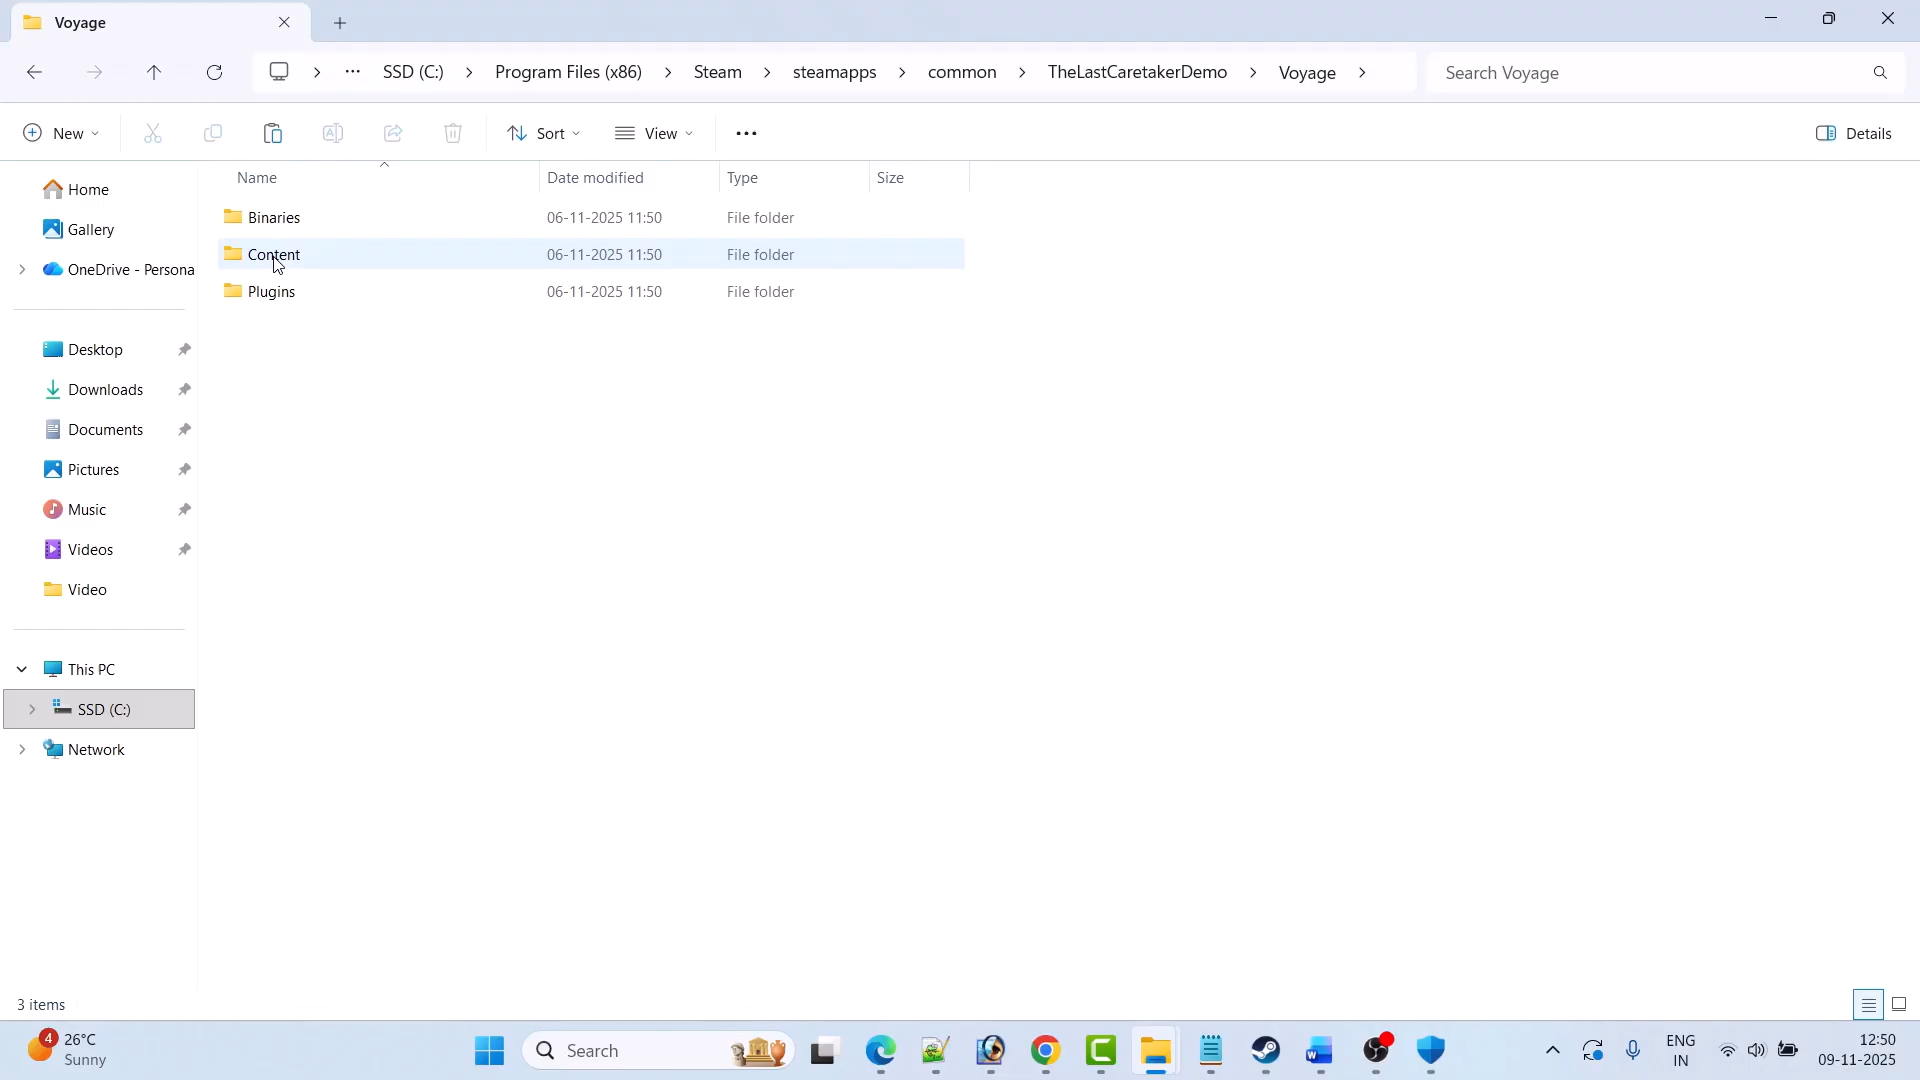 Voyage
SSD (C:) Program Files (x86) Steam steamapps common TheLastCaretakerDemo Voyage
Search Voyage
New
Sort
View
Details
Name Date modified Type Size
Binaries 06-11-2025 11:50 File folder
Content 06-11-2025 11:50 File folder
Plugins 06-11-2025 11:50 File folder
Home
Gallery
OneDrive - Persona
Desktop
Downloads
Documents
Pictures
Music
Videos
Video
This PC
SSD (C:)
Network
3 items
4
26°C
Sunny
Search
ENG
IN
12:50
09-11-2025